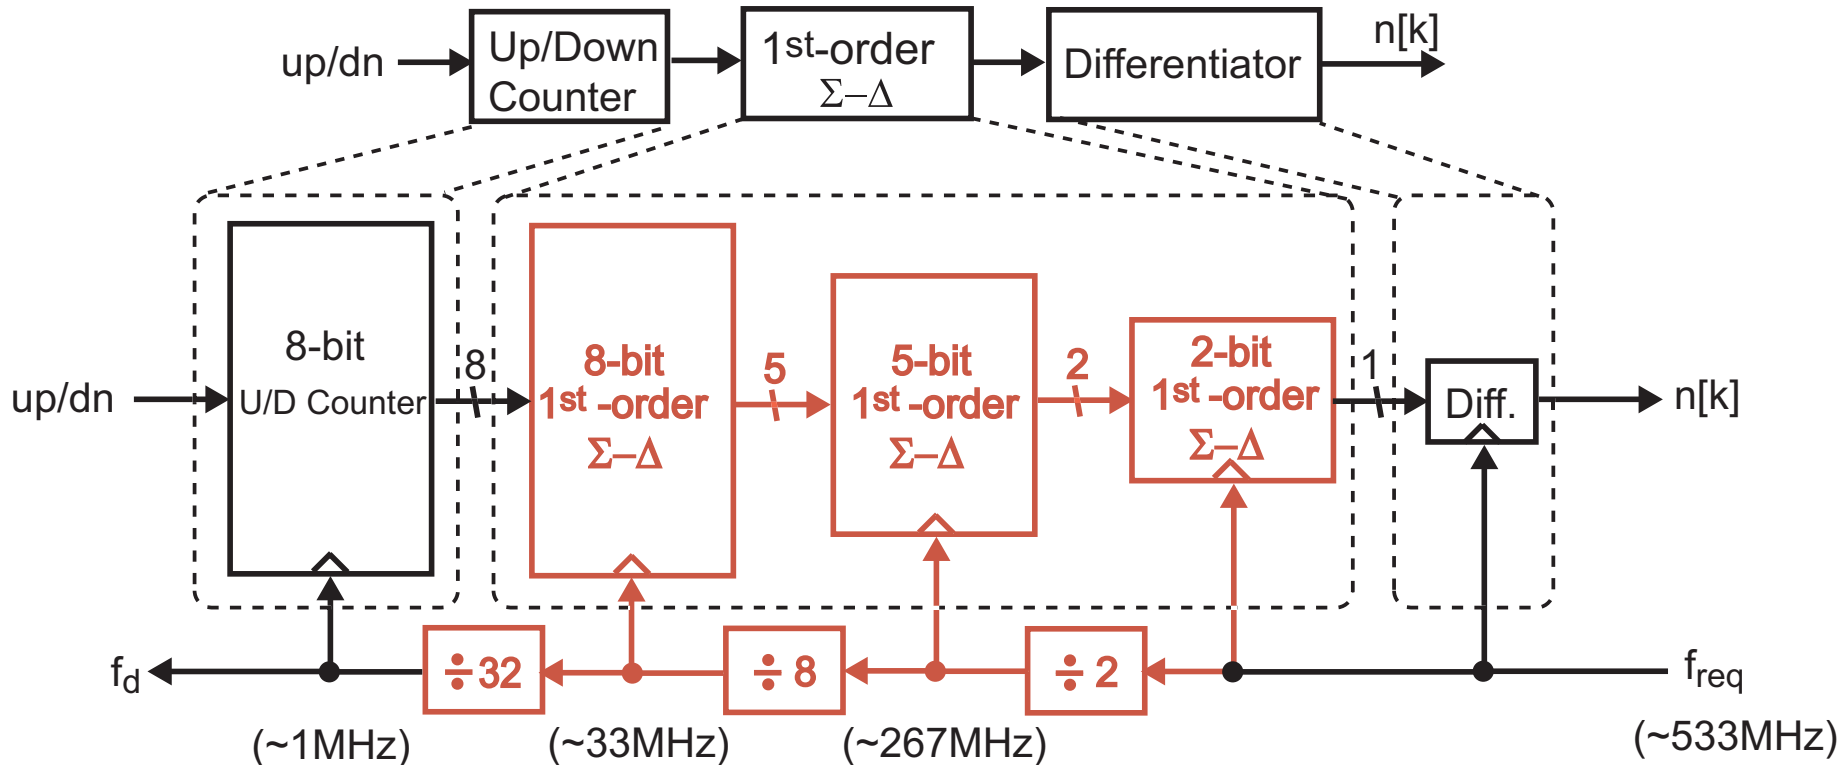 up/dn
Up/Down
Counter
1st-order
Σ–Δ
Differentiator
n[k]
up/dn
8-bit
U/D Counter
8
8-bit
1st -order
Σ–Δ
5
5-bit
1st -order
Σ–Δ
2
2-bit
1st -order
Σ–Δ
1
Diff.
n[k]
fd
÷ 32
÷ 8
÷ 2
freq
(~1MHz)
(~33MHz)
(~267MHz)
(~533MHz)